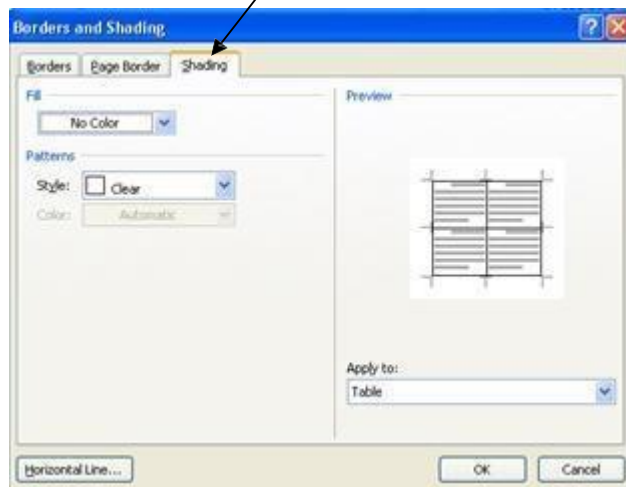 Borders and Shading
Borders Page Border Shading
Fill
No Color
Preview
Patterns
Style: Clear
Color: Automatic
Apply to:
Table
Horizontal Line... OK Cancel